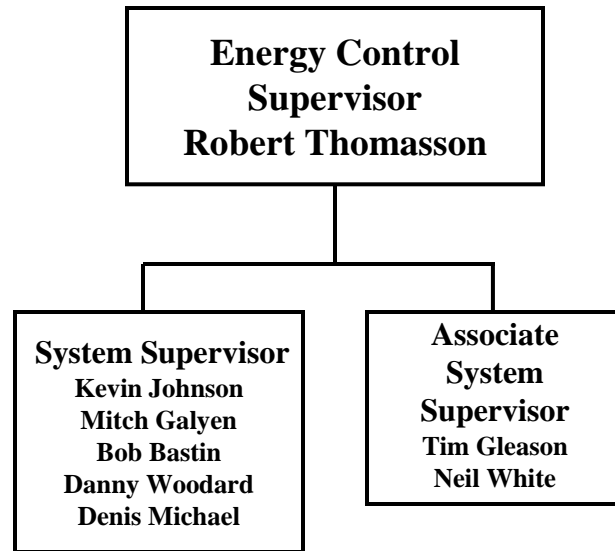 Energy Control
Supervisor
Robert Thomasson
System Supervisor
Kevin Johnson
Mitch Galyen
Bob Bastin
Danny Woodard
Denis Michael
Associate
System
Supervisor
Tim Gleason
Neil White